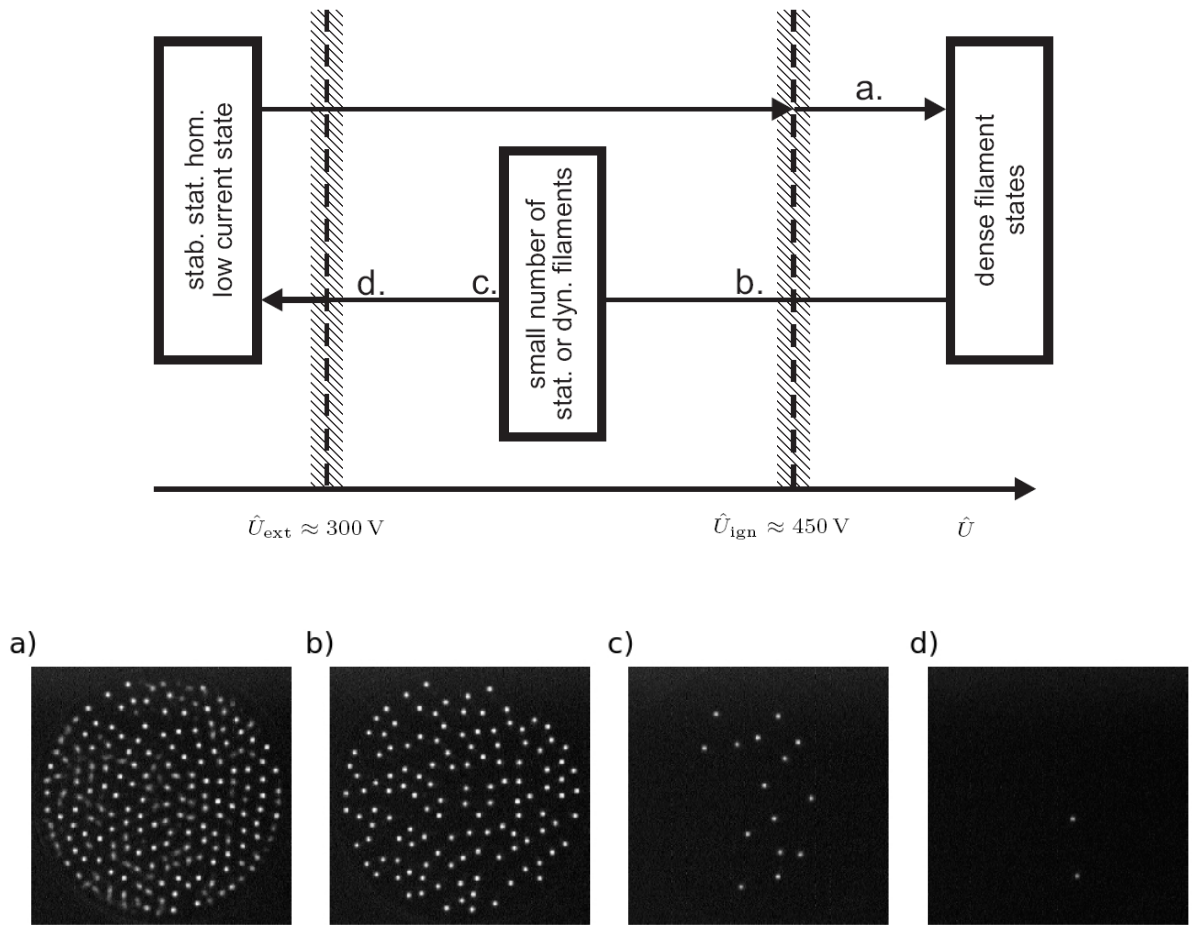 a.
stab. stat. hom.
low current state
dense filament
states
small number of
stat. or dyn. filaments
d.
c.
b.
Û_ext ≈ 300 V
Û_ign ≈ 450 V
Û
a)
b)
c)
d)